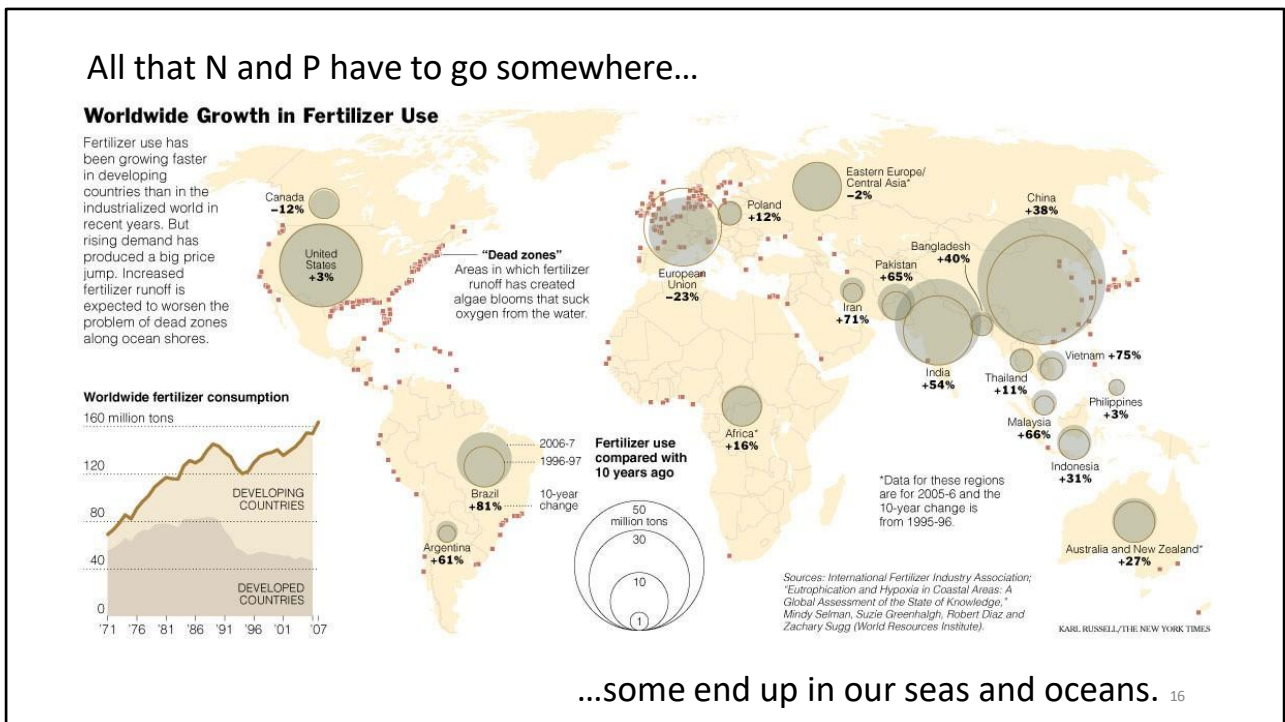 All that N and P have to go somewhere…
Worldwide Growth in Fertilizer Use
Fertilizer use has
been growing faster
in developing
countries than in the
industrialized world in
recent years. But
rising demand has
produced a big price
jump. Increased
fertilizer runoff is
expected to worsen the
problem of dead zones
along ocean shores.
Canada
–12%
United
States
+3%
“Dead zones”
Areas in which fertilizer
runoff has created
algae blooms that suck
oxygen from the water.
European
Union
–23%
Poland
+12%
Eastern Europe/
Central Asia*
–2%
China
+38%
Bangladesh
+40%
Pakistan
+65%
Iran
+71%
India
+54%
Thailand
+11%
Vietnam +75%
Philippines
+3%
Malaysia
+66%
Indonesia
+31%
Africa*
+16%
Australia and New Zealand*
+27%
Brazil
+81%
Argentina
+61%
2006-7
1996-97
10-year
change
Fertilizer use
compared with
10 years ago
50
million tons
30
10
1
*Data for these regions
are for 2005-6 and the
10-year change is
from 1995-96.
Worldwide fertilizer consumption
160 million tons
120
80
40
0
DEVELOPING
COUNTRIES
DEVELOPED
COUNTRIES
’71 ’76 ’81 ’86 ’91 ’96 ’01 ’07
Sources: International Fertilizer Industry Association;
“Eutrophication and Hypoxia in Coastal Areas: A
Global Assessment of the State of Knowledge,”
Mindy Selman, Suzie Greenhalgh, Robert Diaz and
Zachary Sugg (World Resources Institute).
KARL RUSSELL/THE NEW YORK TIMES
…some end up in our seas and oceans.
16